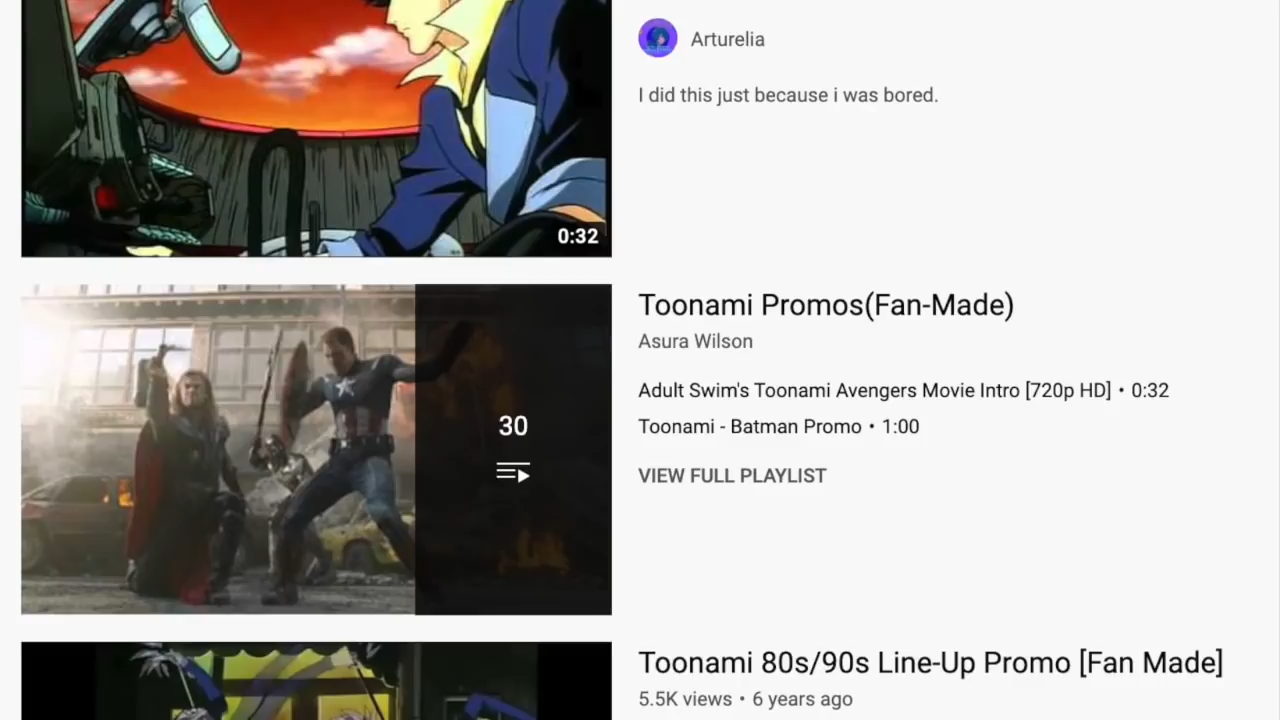 Arturelia
I did this just because i was bored.
0:32
Toonami Promos(Fan-Made)
Asura Wilson
Adult Swim's Toonami Avengers Movie Intro [720p HD] • 0:32
Toonami - Batman Promo • 1:00
30
VIEW FULL PLAYLIST
Toonami 80s/90s Line-Up Promo [Fan Made]
5.5K views • 6 years ago